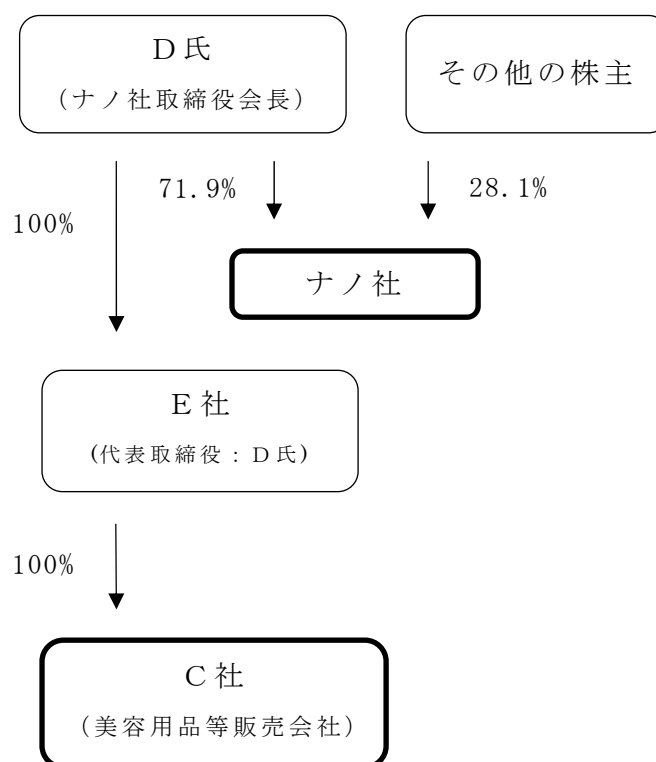 D氏
（ナノ社取締役会長）
その他の株主
71.9%
28.1%
100%
ナノ社
E社
(代表取締役：D氏)
100%
C社
（美容用品等販売会社）